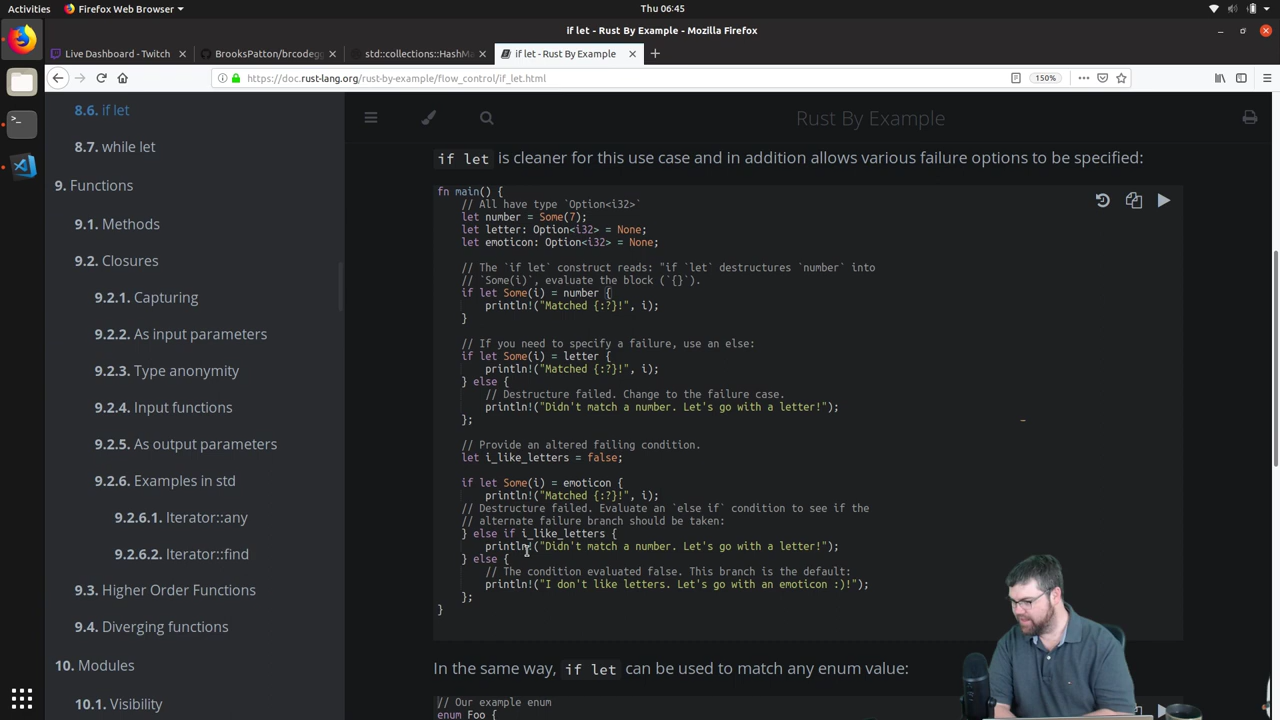 Activities
Firefox Web Browser
Thu 06:45
if let - Rust By Example - Mozilla Firefox
Live Dashboard - Twitch
BrooksPatton/brcodegg
std::collections::HashMa
if let - Rust By Example
https://doc.rust-lang.org/rust-by-example/flow_control/if_let.html
150%
8.6. if let
8.7. while let
9. Functions
9.1. Methods
9.2. Closures
9.2.1. Capturing
9.2.2. As input parameters
9.2.3. Type anonymity
9.2.4. Input functions
9.2.5. As output parameters
9.2.6. Examples in std
9.2.6.1. Iterator::any
9.2.6.2. Iterator::find
9.3. Higher Order Functions
9.4. Diverging functions
10. Modules
10.1. Visibility
Rust By Example
if let is cleaner for this use case and in addition allows various failure options to be specified:
fn main() {
// All have type `Option<i32>`
let number = Some(7);
let letter: Option<i32> = None;
let emoticon: Option<i32> = None;
// The `if let` construct reads: "if `let` destructures `number` into
// `Some(i)`, evaluate the block (`{}`).
if let Some(i) = number {
println!("Matched {:?}!", i);
}
// If you need to specify a failure, use an else:
if let Some(i) = letter {
println!("Matched {:?}!", i);
} else {
// Destructure failed. Change to the failure case.
println!("Didn't match a number. Let's go with a letter!");
};
// Provide an altered failing condition.
let i_like_letters = false;
if let Some(i) = emoticon {
println!("Matched {:?}!", i);
// Destructure failed. Evaluate an `else if` condition to see if the
// alternate failure branch should be taken:
} else if i_like_letters {
println!("Didn't match a number. Let's go with a letter!");
} else {
// The condition evaluated false. This branch is the default:
println!("I don't like letters. Let's go with an emoticon :)!");
};
}
In the same way, if let can be used to match any enum value:
// Our example enum
enum Foo {